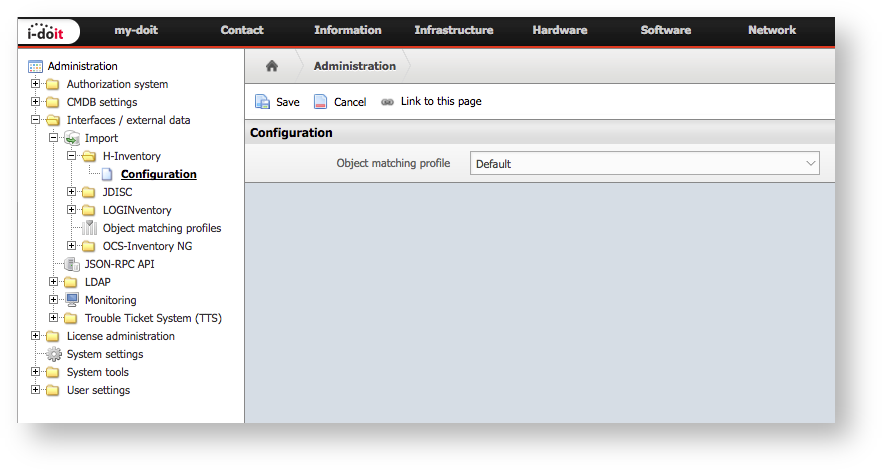 i-doit my-doit Contact Information Infrastructure Hardware Software Network
Administration
Authorization system
CMDB settings
Interfaces / external data
Import
H-Inventory
Configuration
JDISC
LOGINventory
Object matching profiles
OCS-Inventory NG
JSON-RPC API
LDAP
Monitoring
Trouble Ticket System (TTS)
License administration
System settings
System tools
User settings
Administration
Save Cancel Link to this page
Configuration
Object matching profile Default